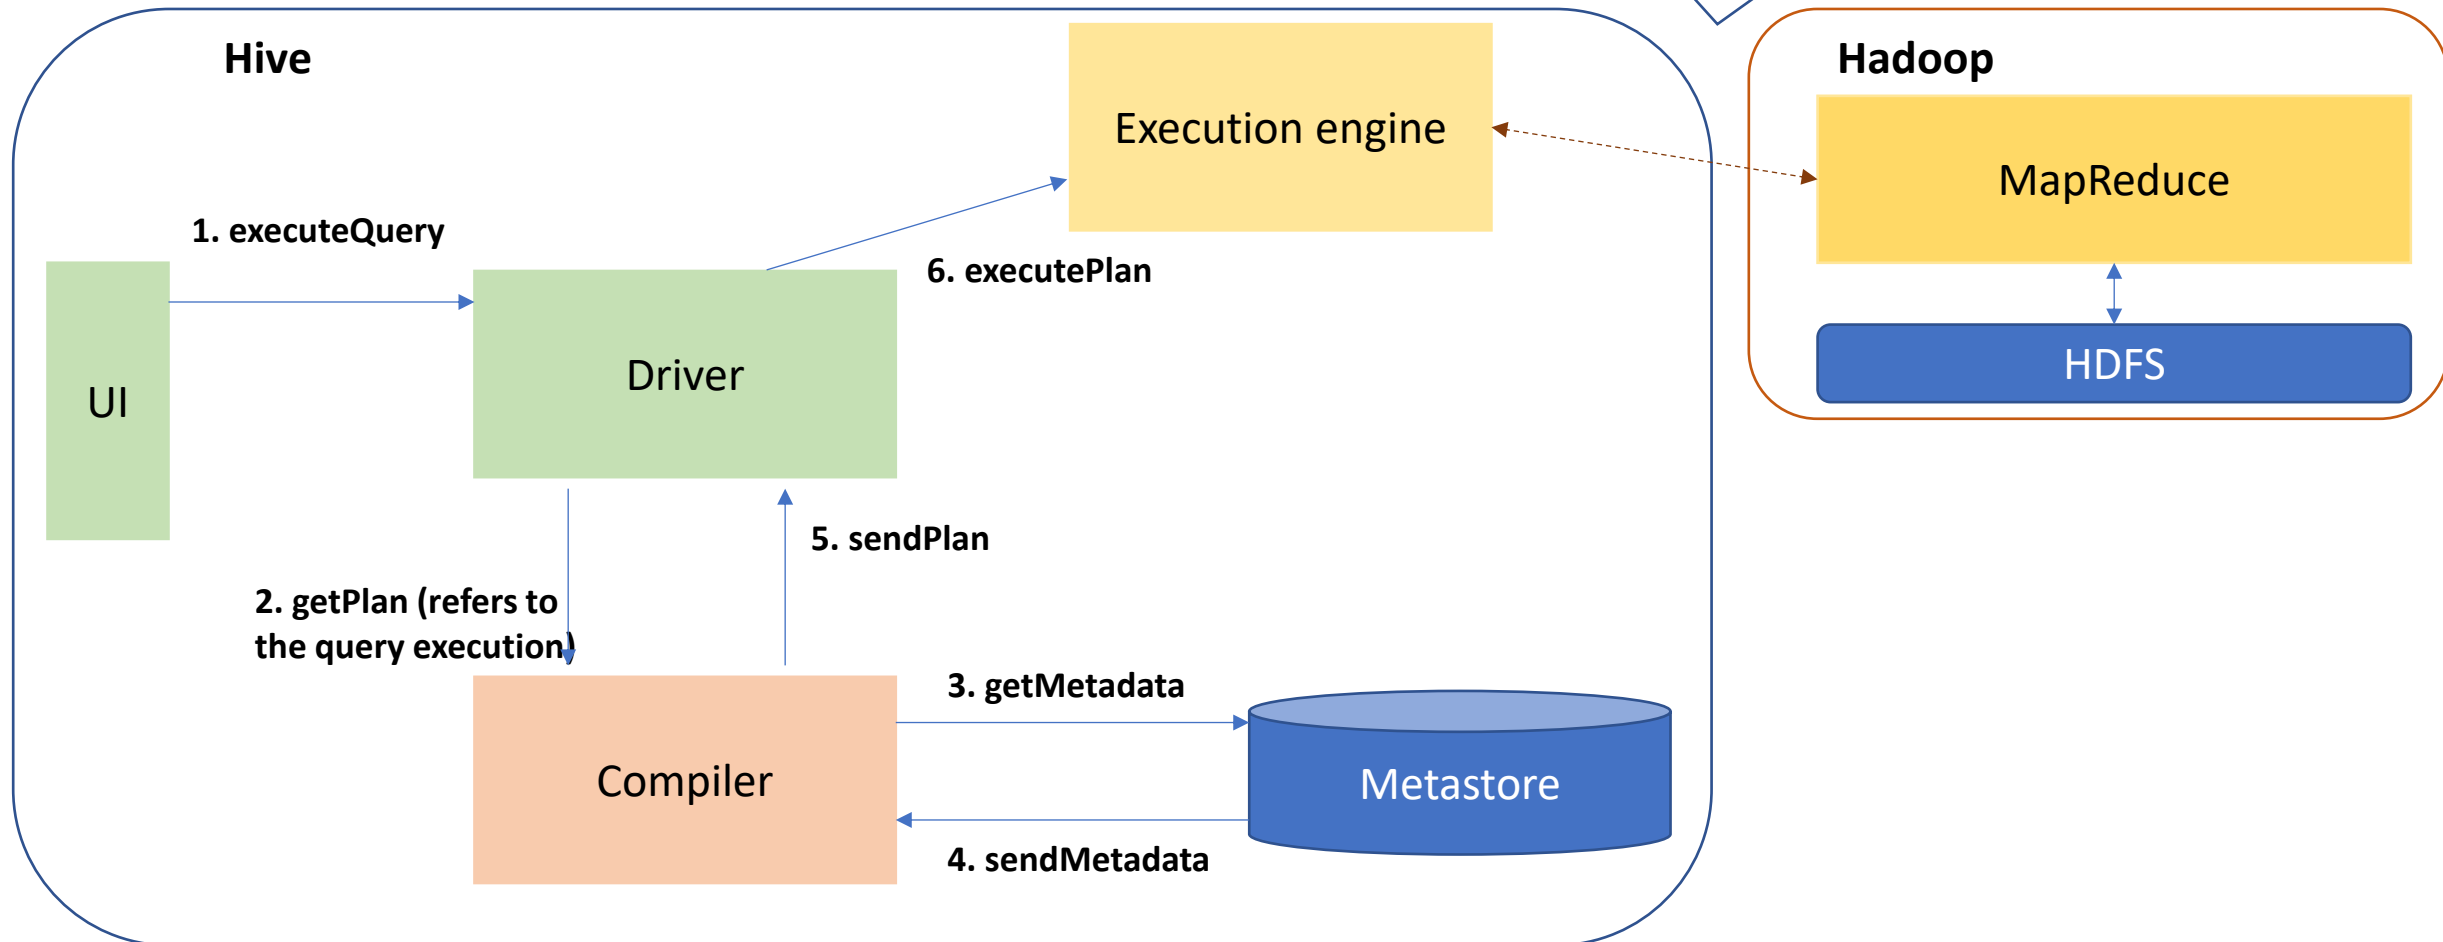 Hive
Hadoop
Execution engine
MapReduce
1. executeQuery
6. executePlan
UI
Driver
HDFS
5. sendPlan
2. getPlan (refers to
the query execution)
3. getMetadata
Compiler
Metastore
4. sendMetadata